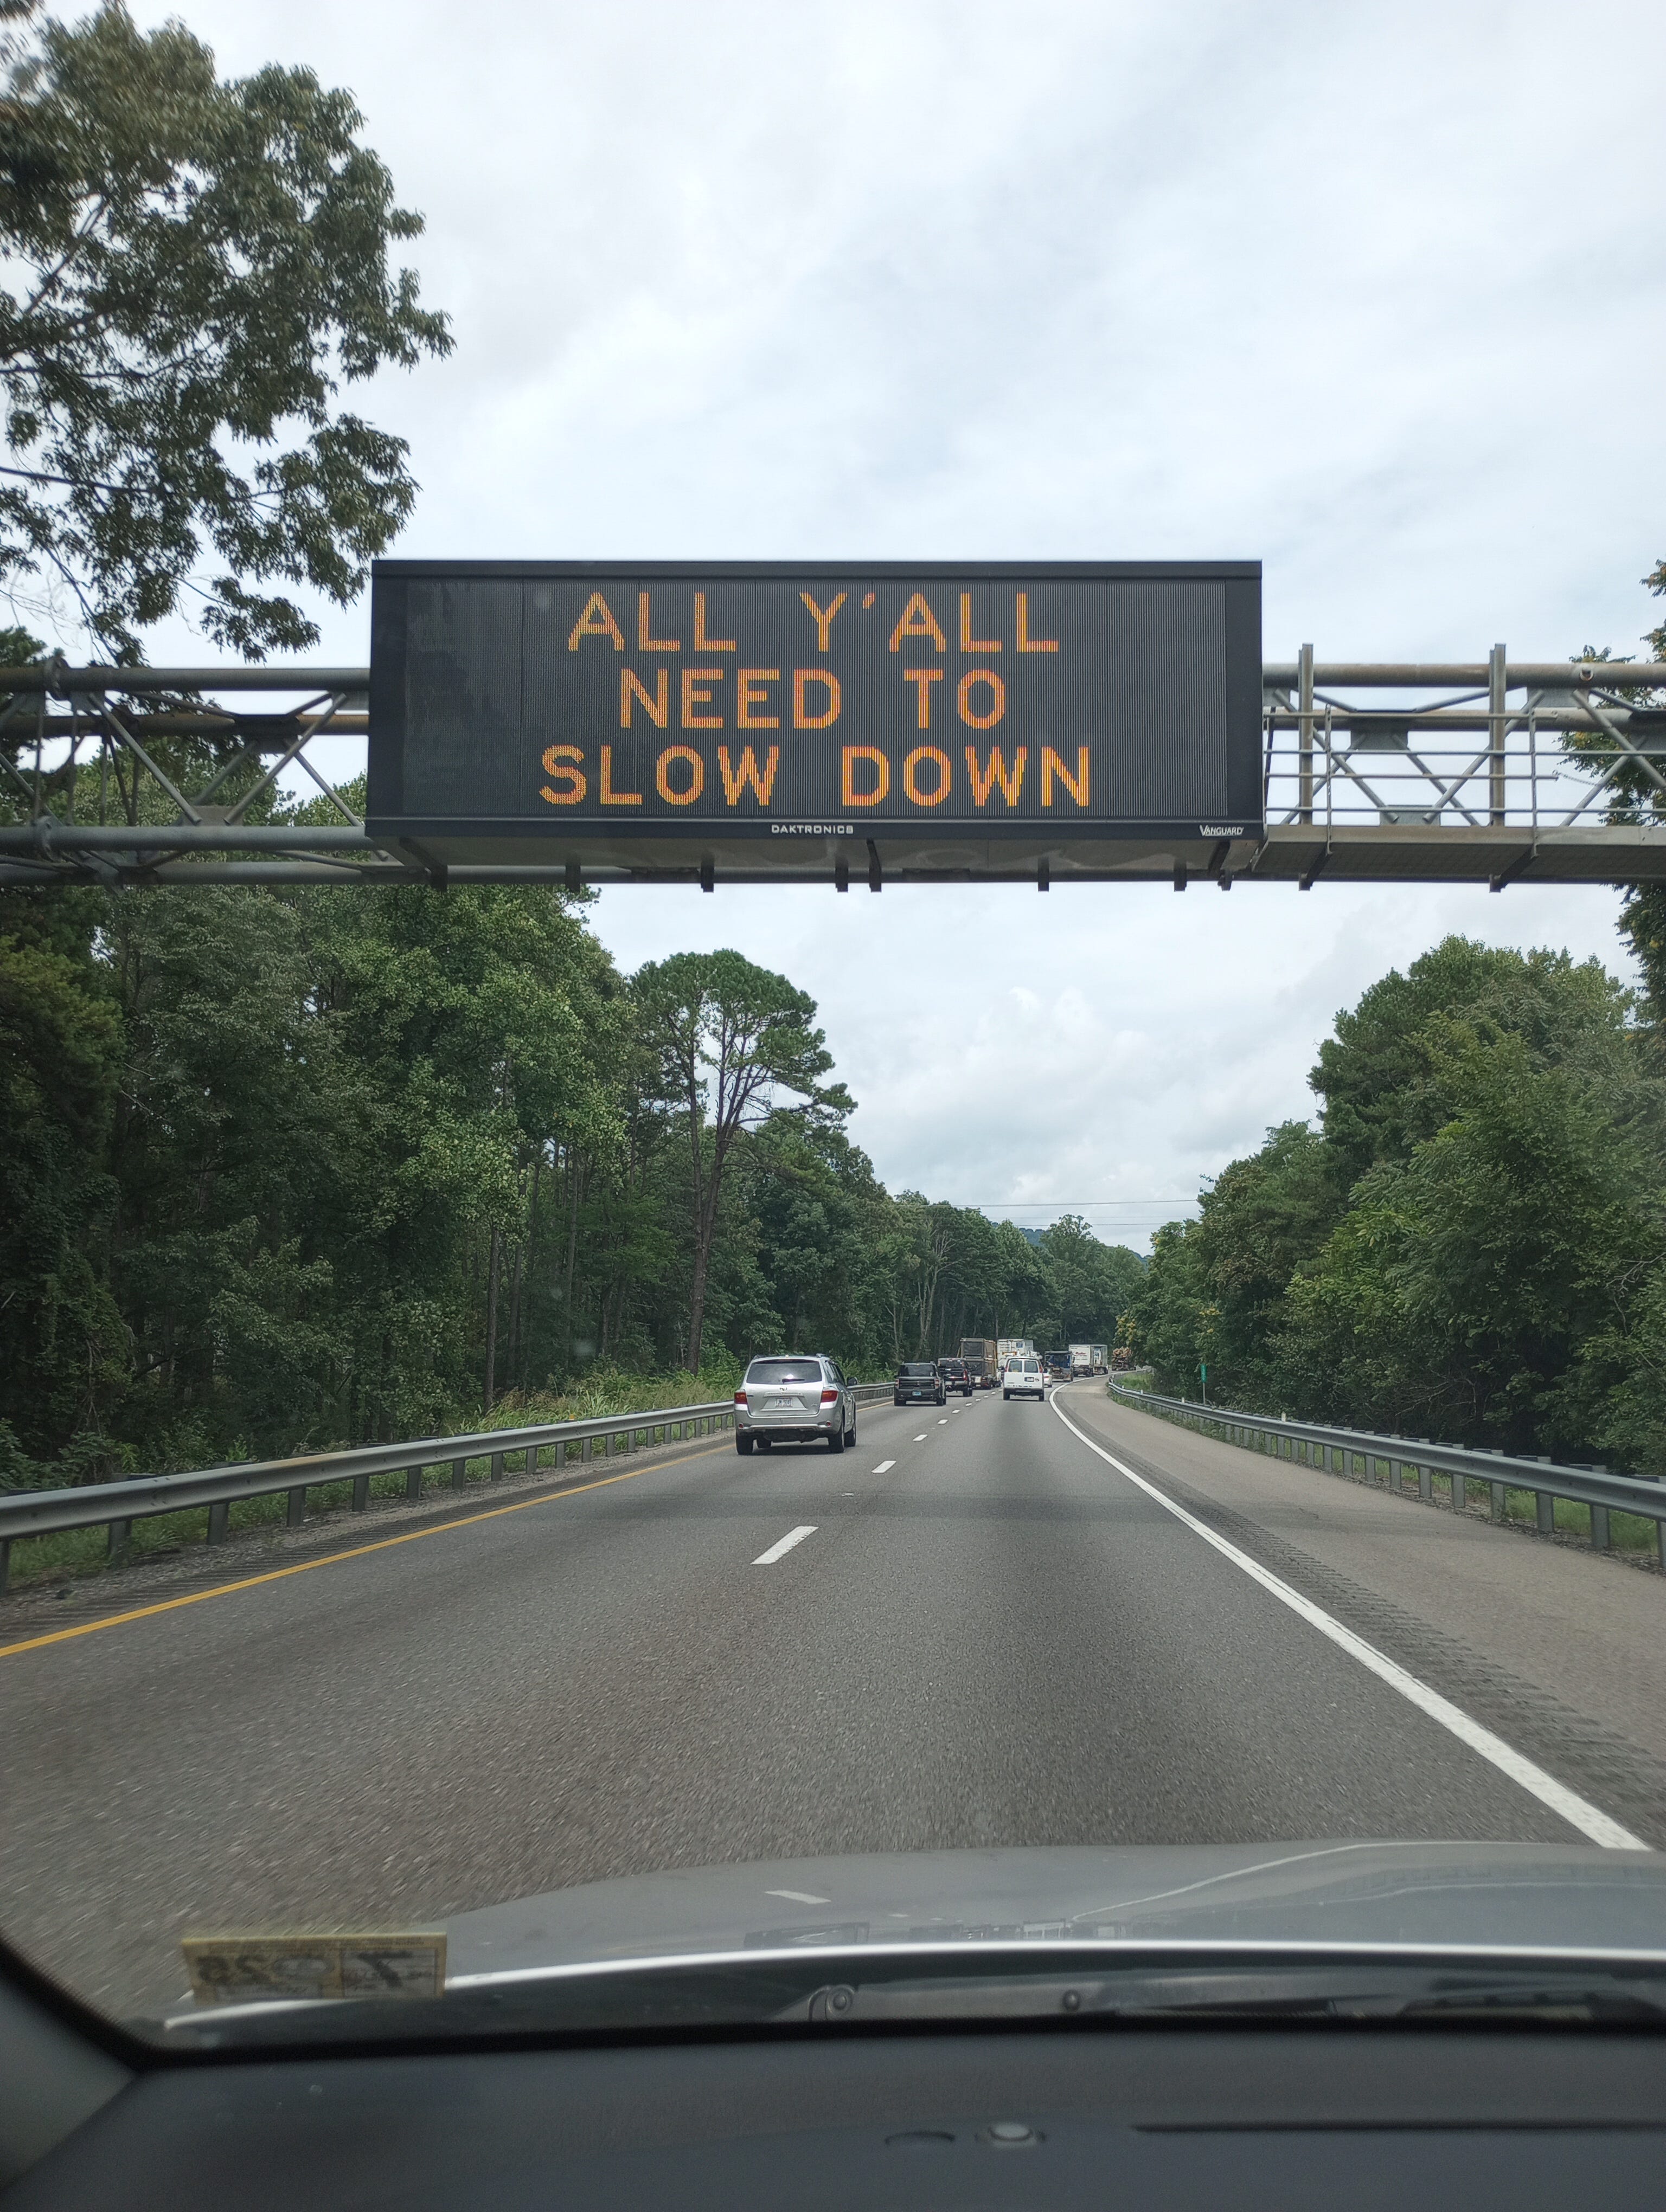 ALL Y'ALL
NEED TO
SLOW DOWN
DAKTRONICS
VANGUARD